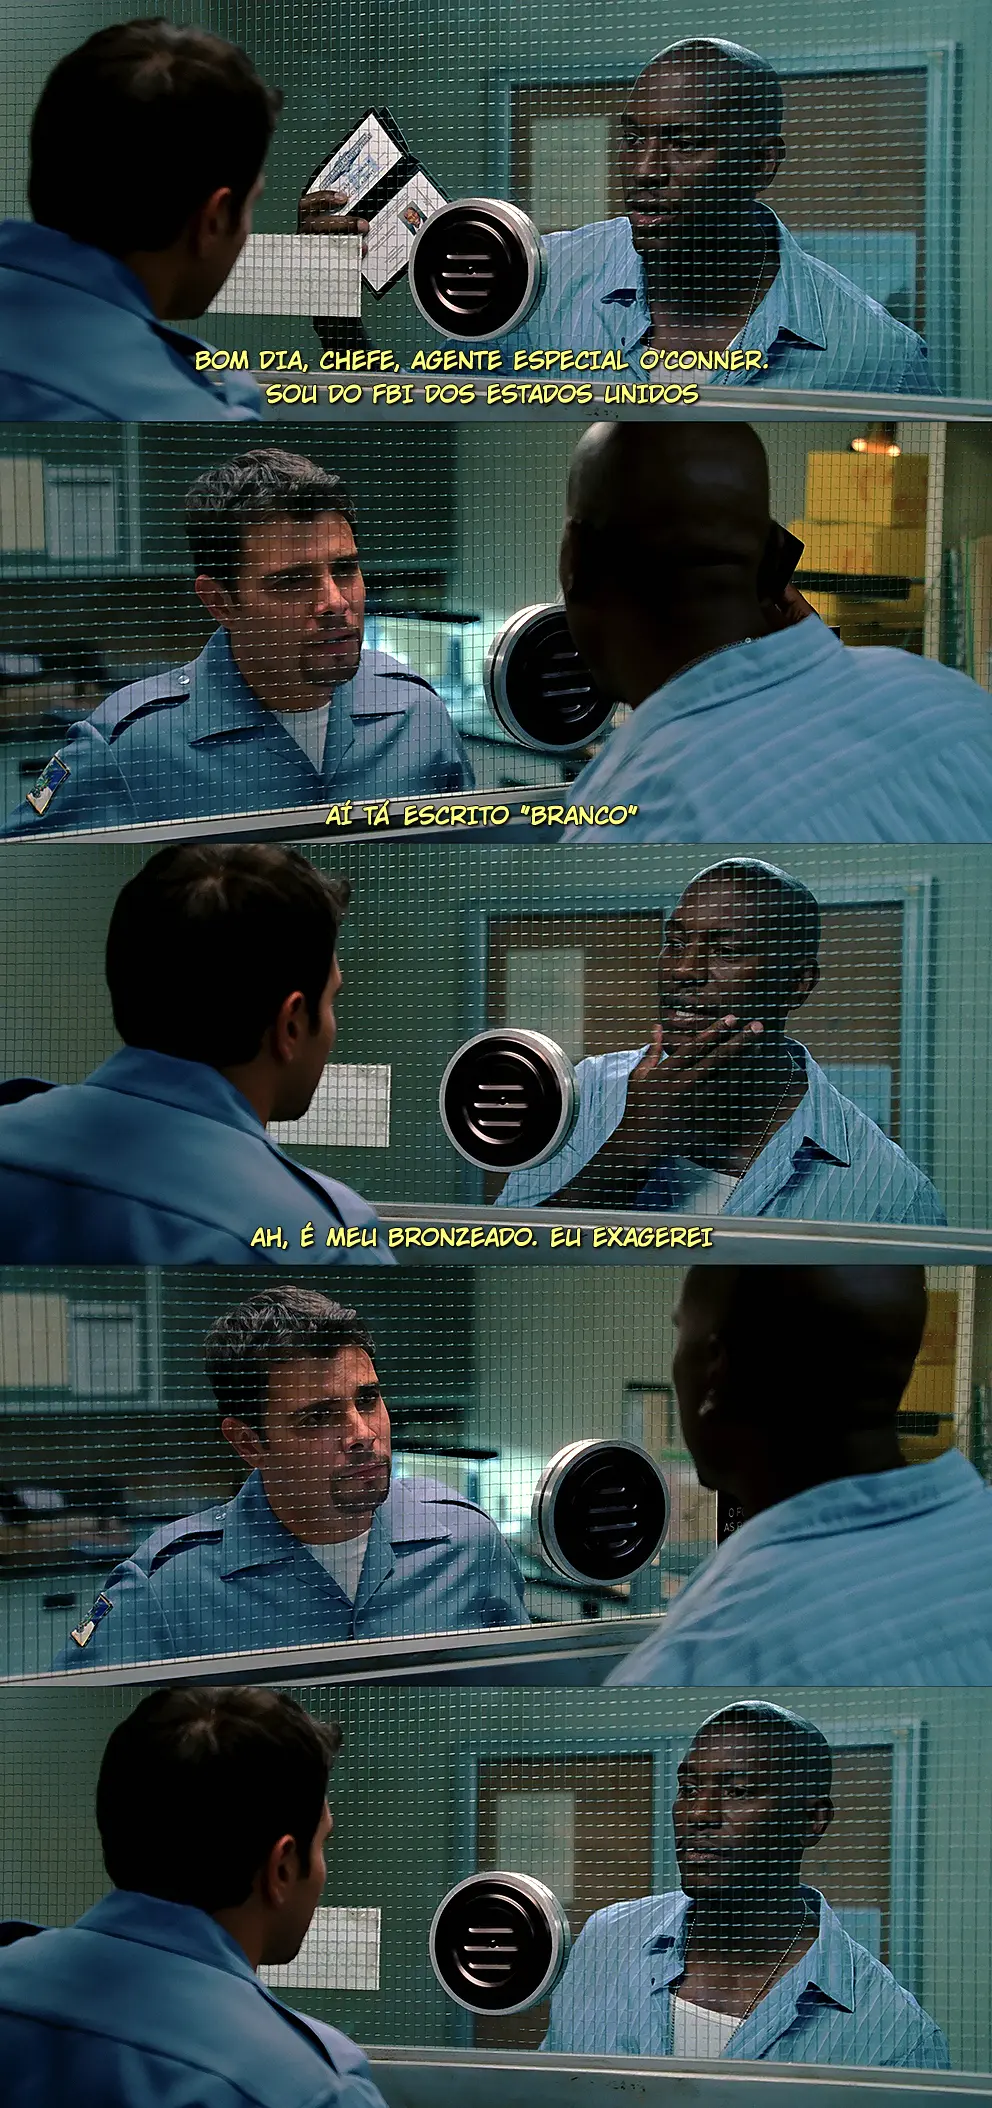 BOM DIA, CHEFE, AGENTE ESPECIAL O'CONNER.
SOU DO FBI DOS ESTADOS UNIDOS
AÍ TÁ ESCRITO "BRANCO"
AH, É MEU BRONZEADO. EU EXAGEREI